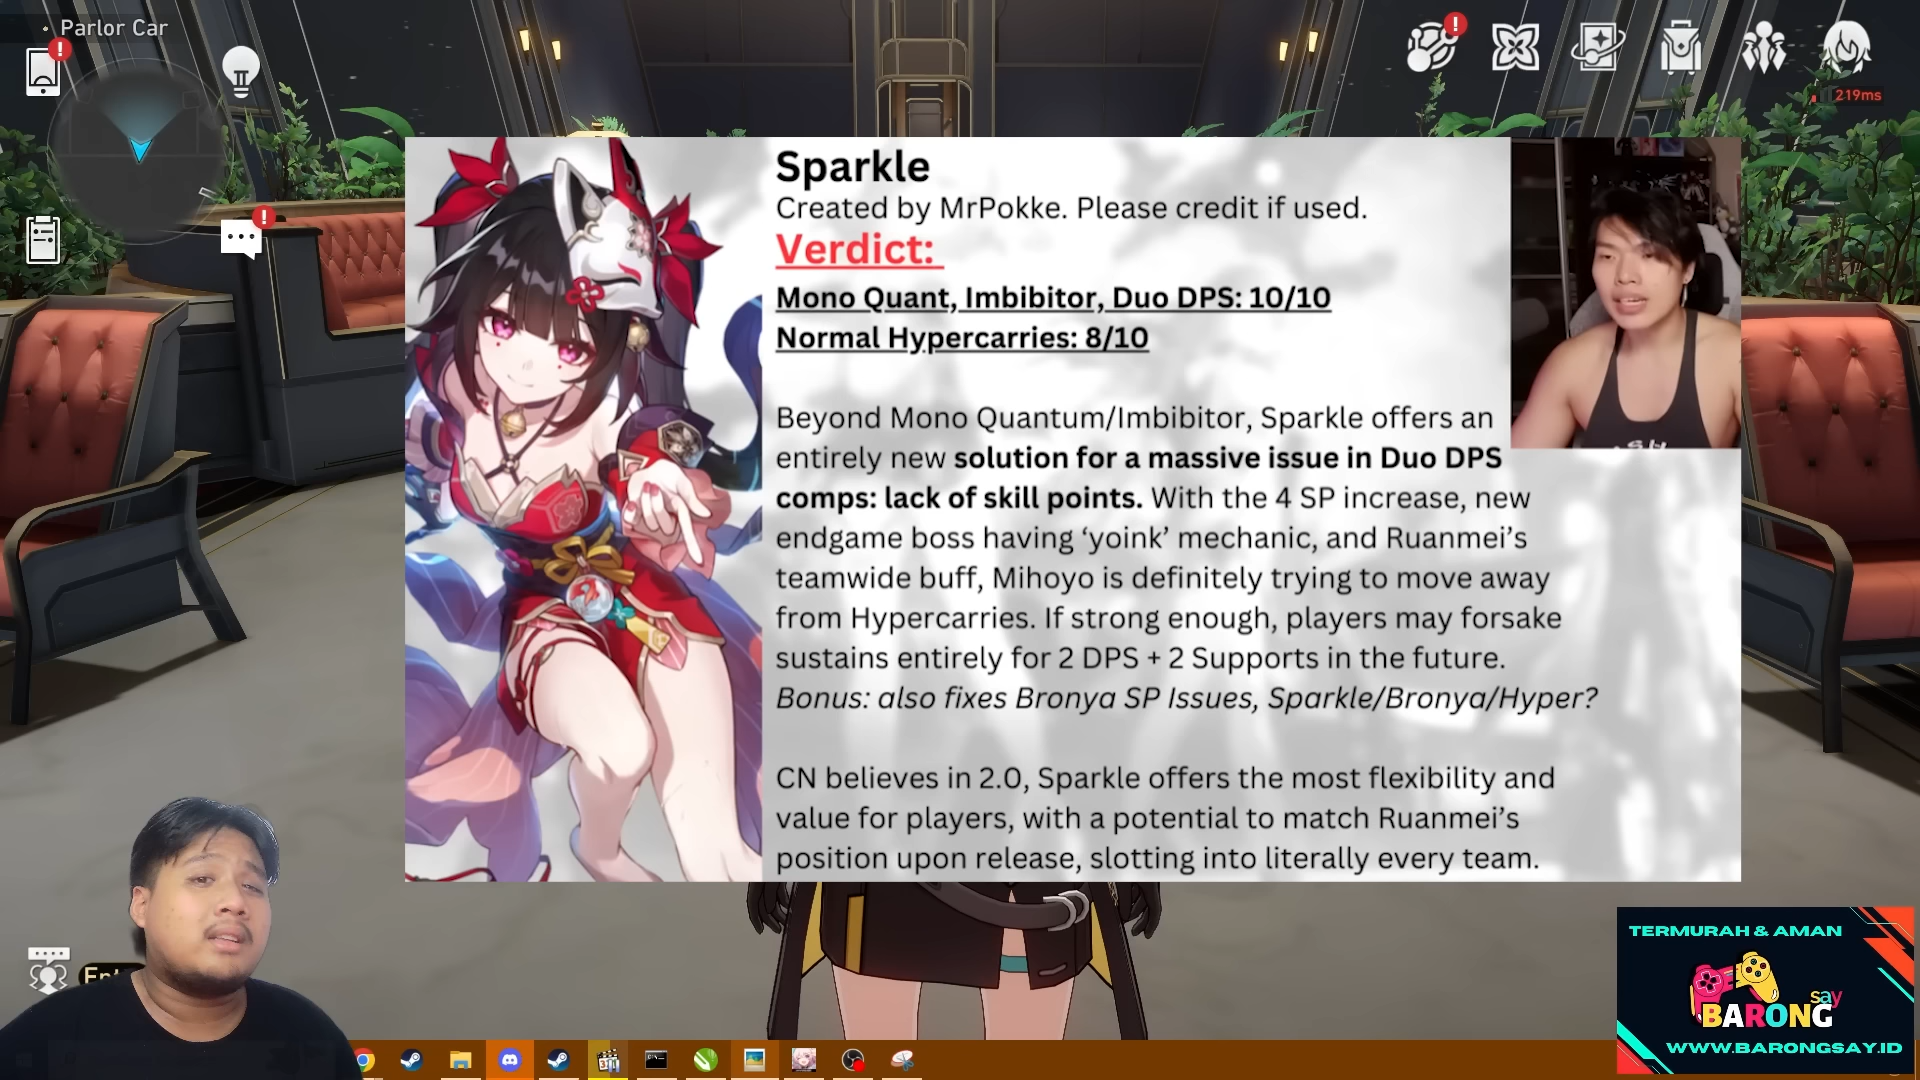 Parlor Car
219ms
Sparkle
Created by MrPokke. Please credit if used.
Verdict:
Mono Quant, Imbibitor, Duo DPS: 10/10
Normal Hypercarries: 8/10
Beyond Mono Quantum/Imbibitor, Sparkle offers an
entirely new solution for a massive issue in Duo DPS
comps: lack of skill points. With the 4 SP increase, new
endgame boss having ‘yoink’ mechanic, and Ruanmei’s
teamwide buff, Mihoyo is definitely trying to move away
from Hypercarries. If strong enough, players may forsake
sustains entirely for 2 DPS + 2 Supports in the future.
Bonus: also fixes Bronya SP Issues, Sparkle/Bronya/Hyper?
CN believes in 2.0, Sparkle offers the most flexibility and
value for players, with a potential to match Ruanmei’s
position upon release, slotting into literally every team.
TERMURAH & AMAN
say
BARONG
WWW.BARONGSAY.ID